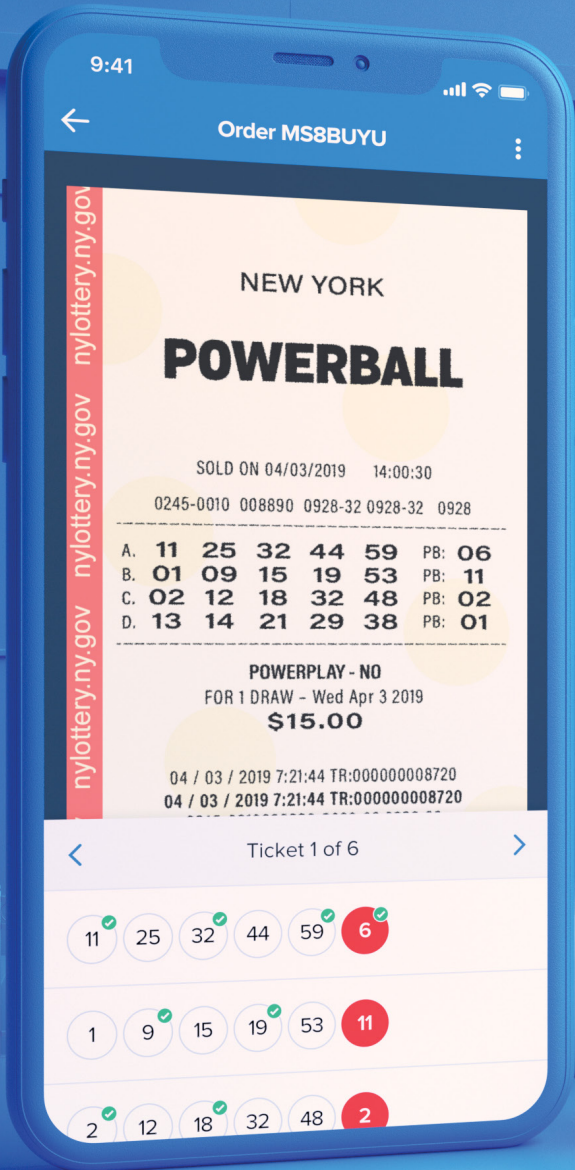 9:41
Order MS8BUYU
nylottery.ny.gov nylottery.ny.gov nylottery.ny.gov
NEW YORK
POWERBALL
SOLD ON 04/03/2019 14:00:30
0245-0010 008890 0928-32 0928-32 0928
A. 11 25 32 44 59 PB: 06
B. 01 09 15 19 53 PB: 11
C. 02 12 18 32 48 PB: 02
D. 13 14 21 29 38 PB: 01
POWERPLAY - NO
FOR 1 DRAW - Wed Apr 3 2019
$15.00
04 / 03 / 2019 7:21:44 TR:000000008720
04 / 03 / 2019 7:21:44 TR:000000008720
Ticket 1 of 6
11 25 32 44 59 6
1 9 15 19 53 11
2 12 18 32 48 2